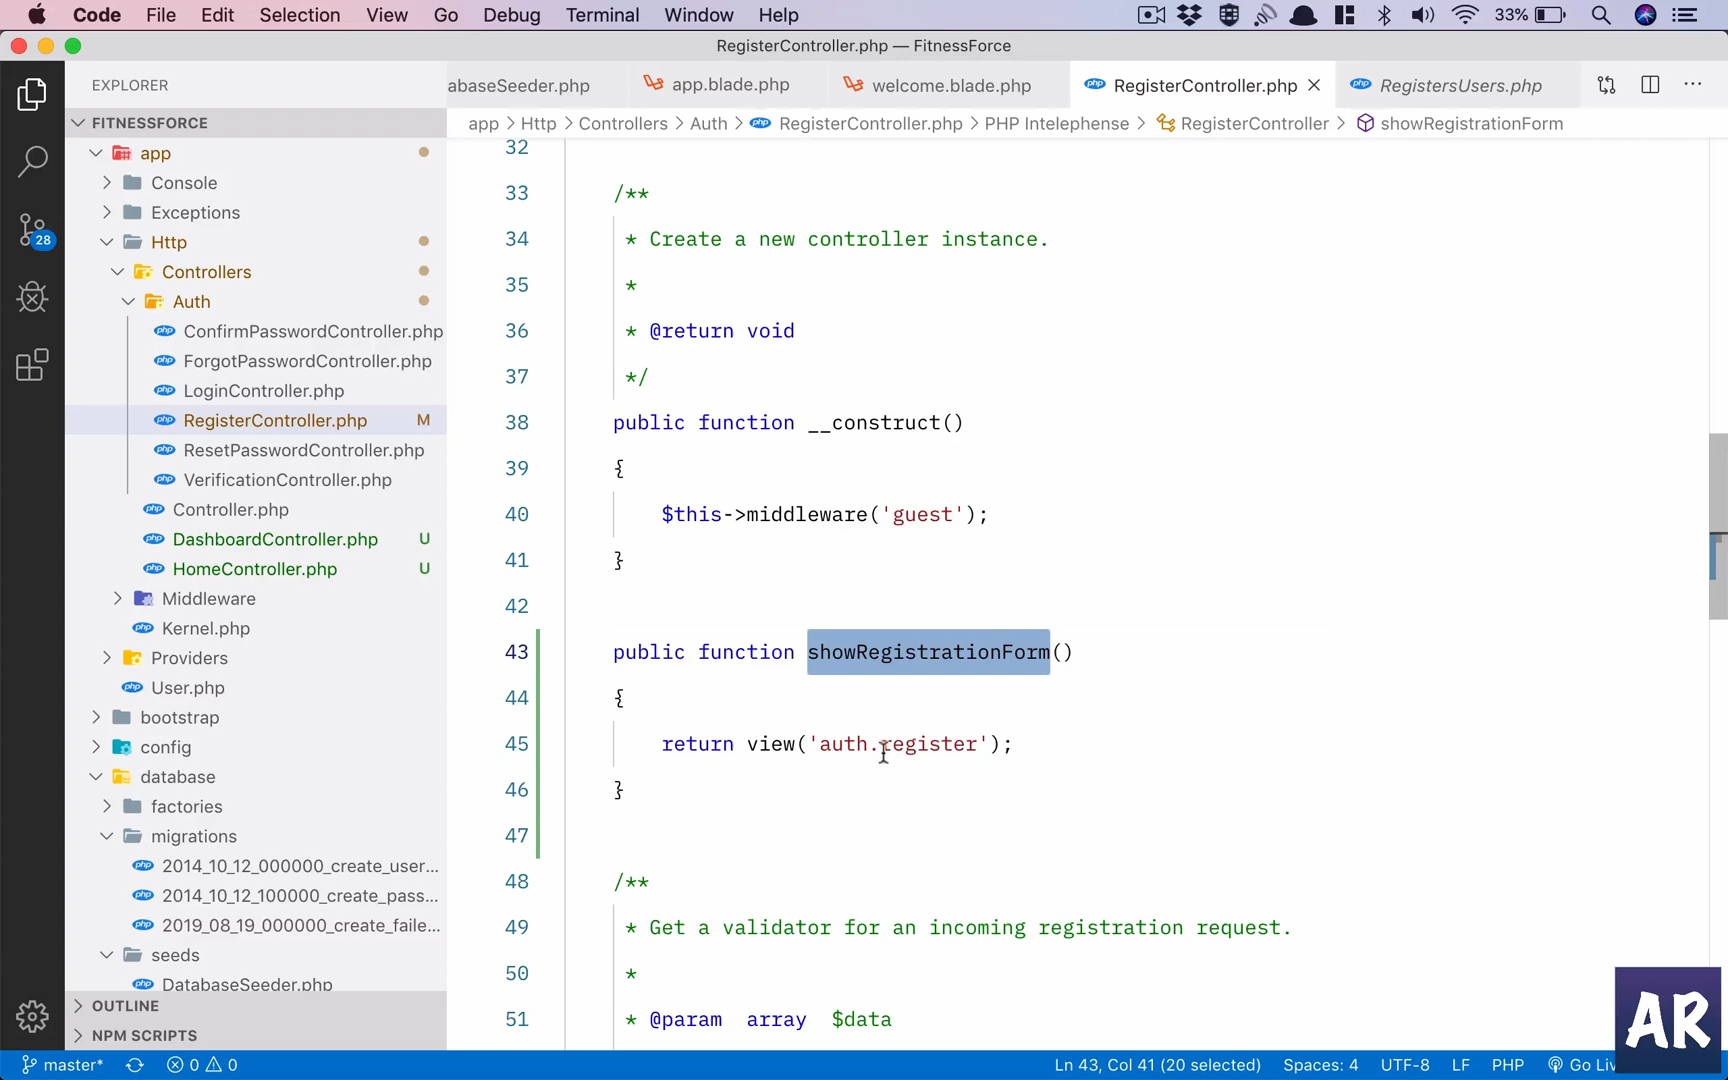 Code File Edit Selection View Go Debug Terminal Window Help 33%
RegisterController.php — FitnessForce
EXPLORER
abaseSeeder.php app.blade.php welcome.blade.php RegisterController.php RegistersUsers.php
FITNESSFORCE
app > Http > Controllers > Auth > RegisterController.php > PHP Intelephense > RegisterController > showRegistrationForm
app
Console
Exceptions
Http
Controllers
Auth
ConfirmPasswordController.php
ForgotPasswordController.php
LoginController.php
RegisterController.php M
ResetPasswordController.php
VerificationController.php
Controller.php
DashboardController.php U
HomeController.php U
Middleware
Kernel.php
Providers
User.php
bootstrap
config
database
factories
migrations
2014_10_12_000000_create_user...
2014_10_12_100000_create_pass...
2019_08_19_000000_create_faile...
seeds
DatabaseSeeder.php
OUTLINE
NPM SCRIPTS
28
32
33 /**
34 * Create a new controller instance.
35 *
36 * @return void
37 */
38 public function __construct()
39 {
40 $this->middleware('guest');
41 }
42
43 public function showRegistrationForm()
44 {
45 return view('auth.register');
46 }
47
48 /**
49 * Get a validator for an incoming registration request.
50 *
51 * @param array $data
AR
master* 0 0 Ln 43, Col 41 (20 selected) Spaces: 4 UTF-8 LF PHP Go Liv